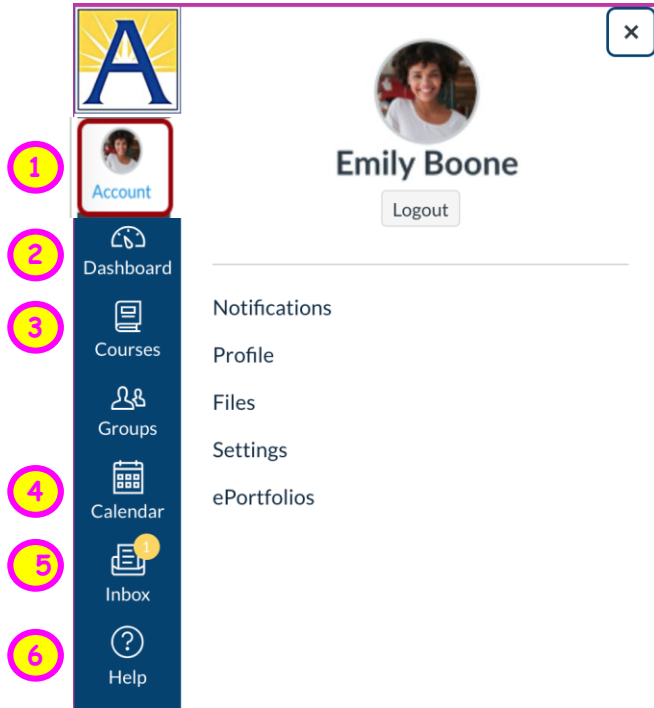 A
×
Emily Boone
Logout
1
Account
2
Dashboard
3
Courses
Groups
4
Calendar
5
1
Inbox
6
Help
Notifications
Profile
Files
Settings
ePortfolios